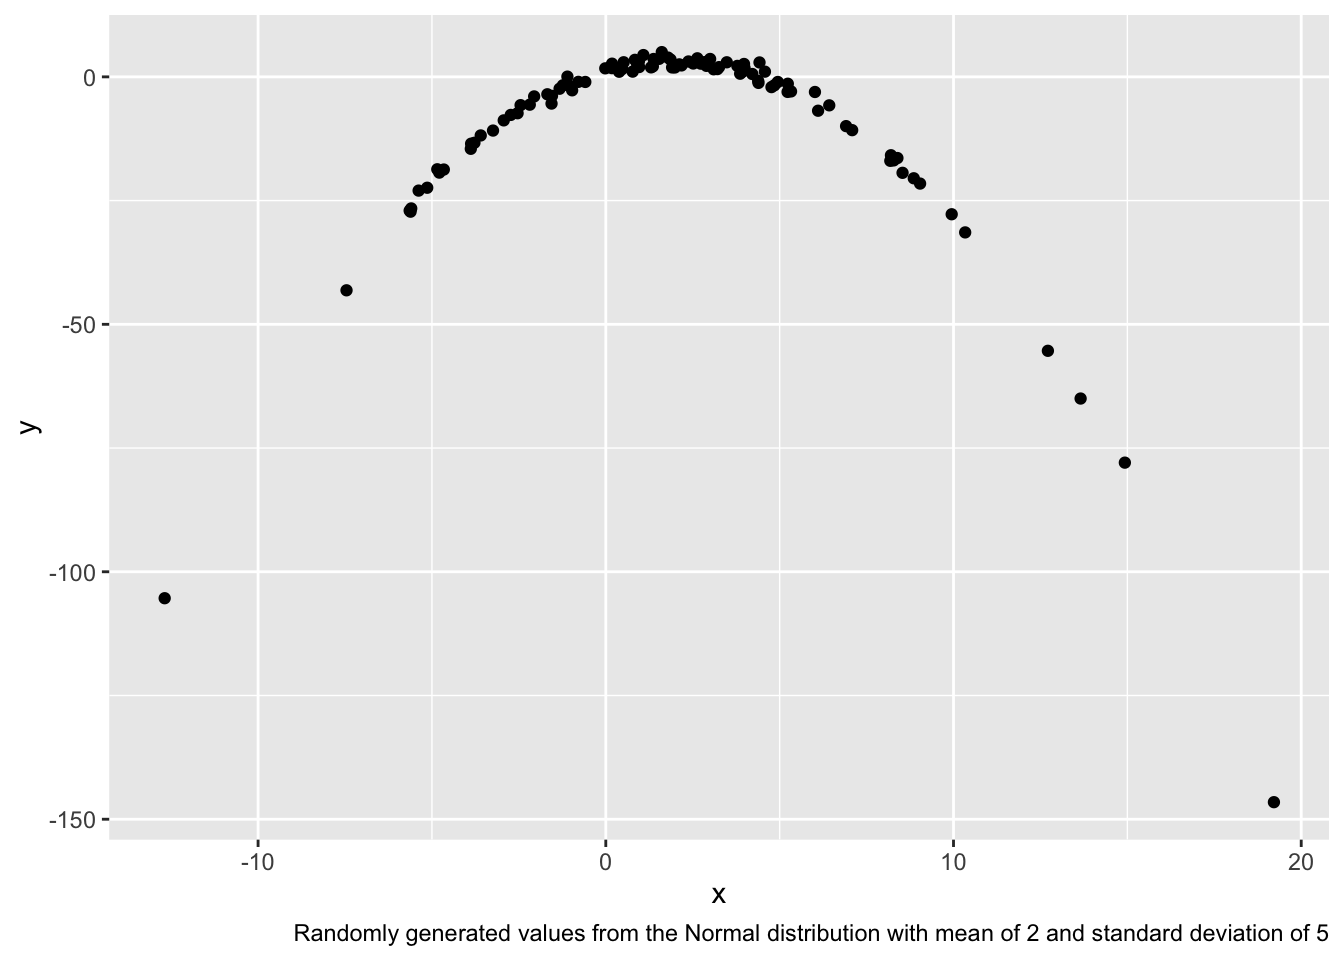 0
-50
y
-100
-150
-10 0 10 20
x
Randomly generated values from the Normal distribution with mean of 2 and standard deviation of 5